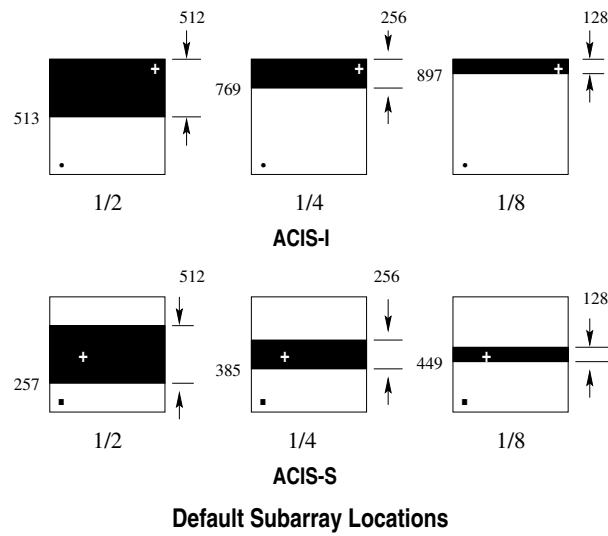 512 256 128
513 769 897
1/2 1/4 1/8
ACIS-I
512 256 128
257 385 449
1/2 1/4 1/8
ACIS-S
Default Subarray Locations